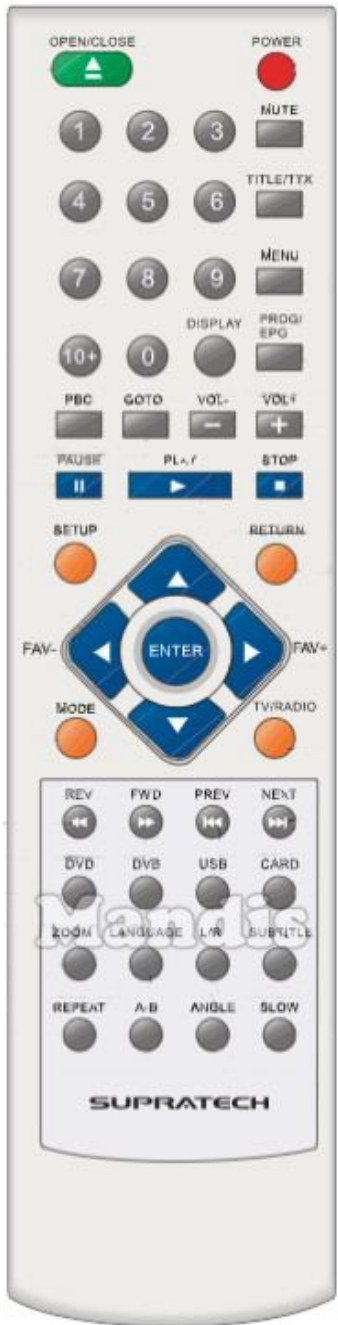 OPEN/CLOSE POWER
1 2 3 MUTE
4 5 6 TITLE/TTX
7 8 9 MENU
10+ 0 DISPLAY PROG/
EPG
PBC GOTO VOL- VOL+
PAUSE PLAY STOP
SETUP RETURN
FAV- ENTER FAV+
MODE TV/RADIO
REV FWD PREV NEXT
DVD DVB USB CARD
Mandis
ZOOM LANGUAGE L/R SUBTITLE
REPEAT A-B ANGLE SLOW
SUPRATECH